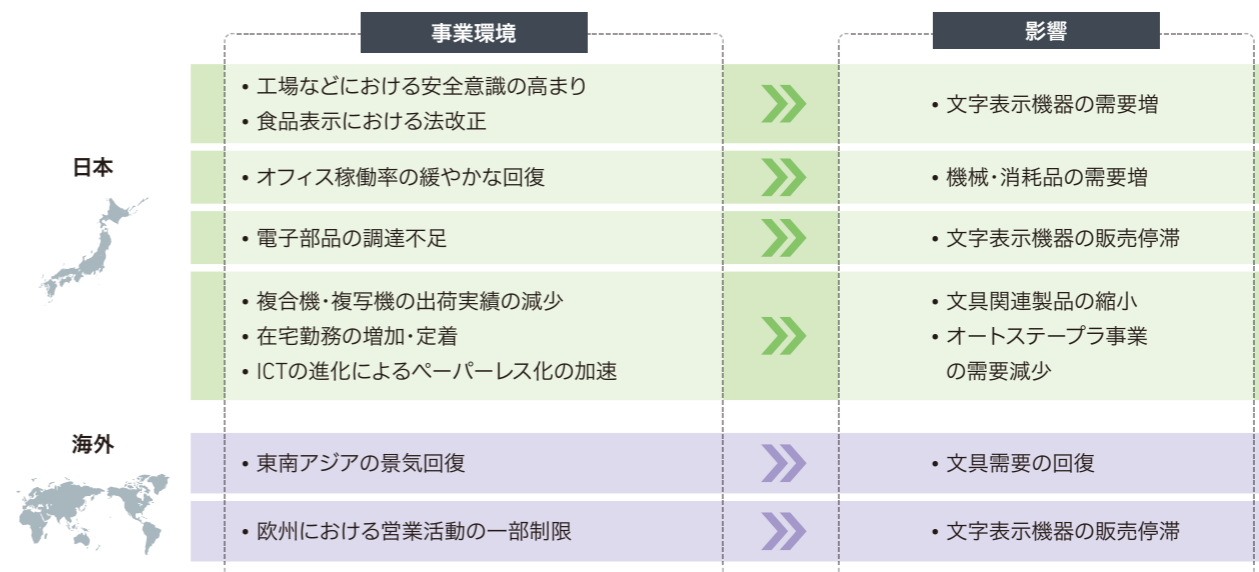 事業環境
影響
日本
• 工場などにおける安全意識の高まり
• 食品表示における法改正
• 文字表示機器の需要増
• オフィス稼働率の緩やかな回復
• 機械・消耗品の需要増
• 電子部品の調達不足
• 文字表示機器の販売停滞
• 複合機・複写機の出荷実績の減少
• 在宅勤務の増加・定着
• ICTの進化によるペーパーレス化の加速
• 文具関連製品の縮小
• オートステープラ事業
の需要減少
海外
• 東南アジアの景気回復
• 文具需要の回復
• 欧州における営業活動の一部制限
• 文字表示機器の販売停滞